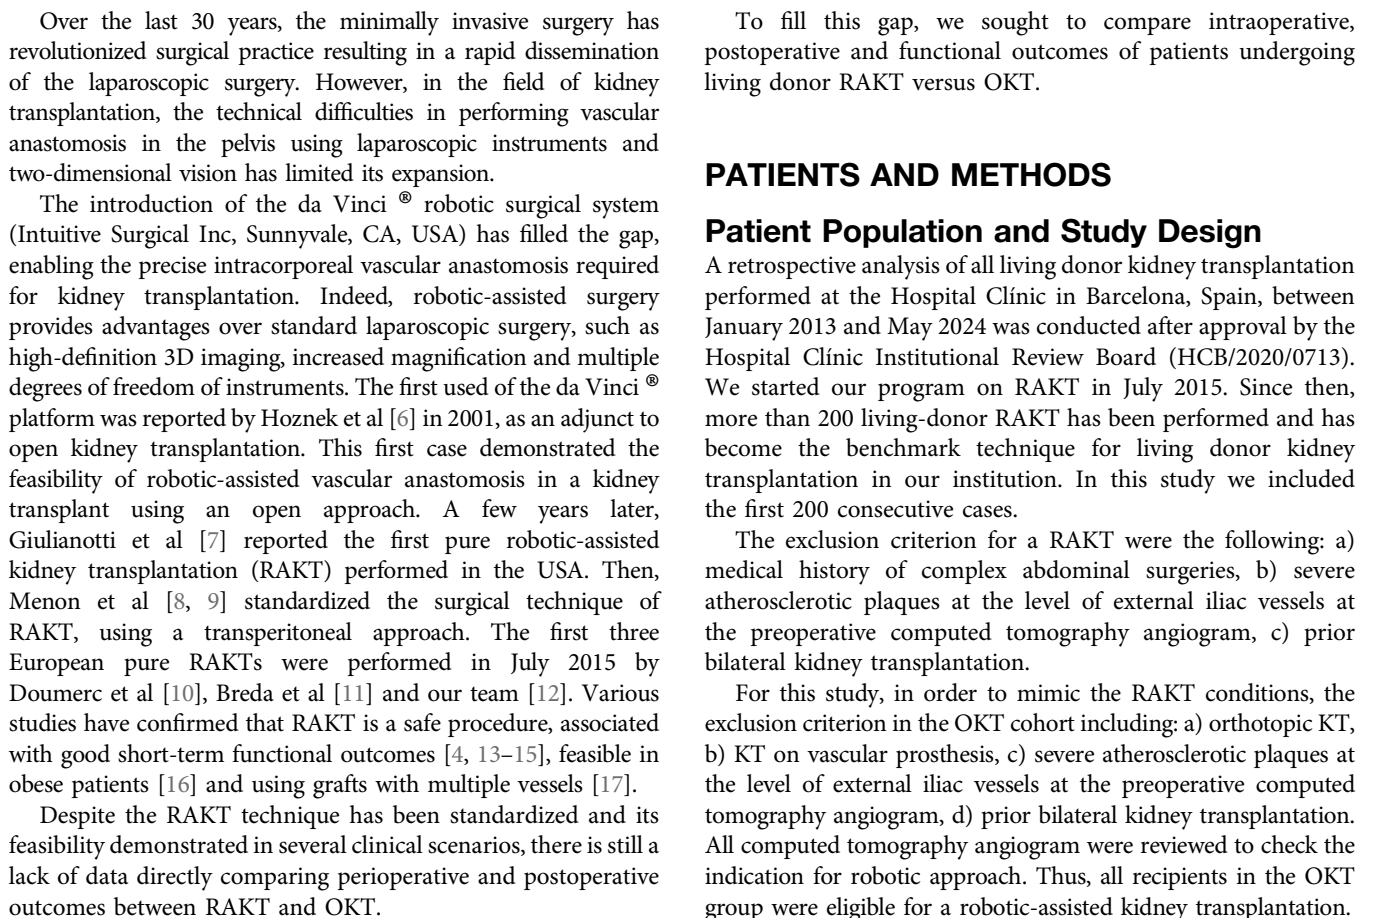 Over the last 30 years, the minimally invasive surgery has
revolutionized surgical practice resulting in a rapid dissemination
of the laparoscopic surgery. However, in the field of kidney
transplantation, the technical difficulties in performing vascular
anastomosis in the pelvis using laparoscopic instruments and
two-dimensional vision has limited its expansion.
The introduction of the da Vinci ® robotic surgical system
(Intuitive Surgical Inc, Sunnyvale, CA, USA) has filled the gap,
enabling the precise intracorporeal vascular anastomosis required
for kidney transplantation. Indeed, robotic-assisted surgery
provides advantages over standard laparoscopic surgery, such as
high-definition 3D imaging, increased magnification and multiple
degrees of freedom of instruments. The first used of the da Vinci ®
platform was reported by Hoznek et al [6] in 2001, as an adjunct to
open kidney transplantation. This first case demonstrated the
feasibility of robotic-assisted vascular anastomosis in a kidney
transplant using an open approach. A few years later,
Giulianotti et al [7] reported the first pure robotic-assisted
kidney transplantation (RAKT) performed in the USA. Then,
Menon et al [8, 9] standardized the surgical technique of
RAKT, using a transperitoneal approach. The first three
European pure RAKTs were performed in July 2015 by
Doumerc et al [10], Breda et al [11] and our team [12]. Various
studies have confirmed that RAKT is a safe procedure, associated
with good short-term functional outcomes [4, 13–15], feasible in
obese patients [16] and using grafts with multiple vessels [17].
Despite the RAKT technique has been standardized and its
feasibility demonstrated in several clinical scenarios, there is still a
lack of data directly comparing perioperative and postoperative
outcomes between RAKT and OKT.
To fill this gap, we sought to compare intraoperative,
postoperative and functional outcomes of patients undergoing
living donor RAKT versus OKT.
PATIENTS AND METHODS
Patient Population and Study Design
A retrospective analysis of all living donor kidney transplantation
performed at the Hospital Clínic in Barcelona, Spain, between
January 2013 and May 2024 was conducted after approval by the
Hospital Clínic Institutional Review Board (HCB/2020/0713).
We started our program on RAKT in July 2015. Since then,
more than 200 living-donor RAKT has been performed and has
become the benchmark technique for living donor kidney
transplantation in our institution. In this study we included
the first 200 consecutive cases.
The exclusion criterion for a RAKT were the following: a)
medical history of complex abdominal surgeries, b) severe
atherosclerotic plaques at the level of external iliac vessels at
the preoperative computed tomography angiogram, c) prior
bilateral kidney transplantation.
For this study, in order to mimic the RAKT conditions, the
exclusion criterion in the OKT cohort including: a) orthotopic KT,
b) KT on vascular prosthesis, c) severe atherosclerotic plaques at
the level of external iliac vessels at the preoperative computed
tomography angiogram, d) prior bilateral kidney transplantation.
All computed tomography angiogram were reviewed to check the
indication for robotic approach. Thus, all recipients in the OKT
group were eligible for a robotic-assisted kidney transplantation.